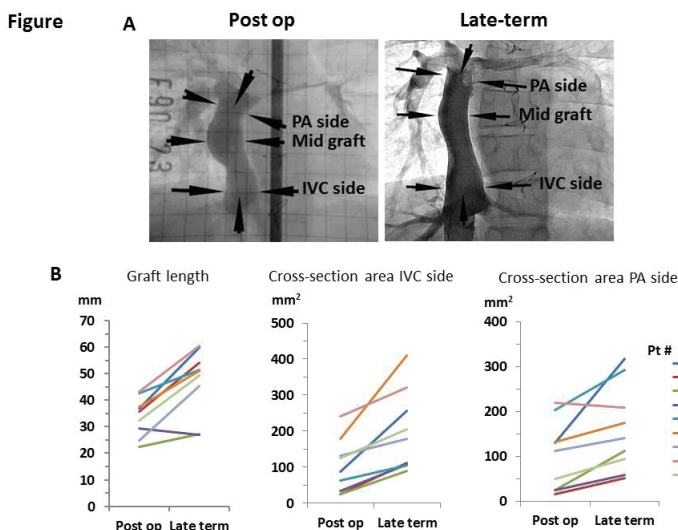 Figure
A
Post op
Late-term
PA side
Mid graft
IVC side
PA side
Mid graft
IVC side
B
Graft length
mm
70
60
50
40
30
20
10
0
Post op Late term
Cross-section area IVC side
mm²
500
400
300
200
100
0
Post op Late term
Cross-section area PA side
mm²
400
300
200
100
0
Post op Late term
Pt #